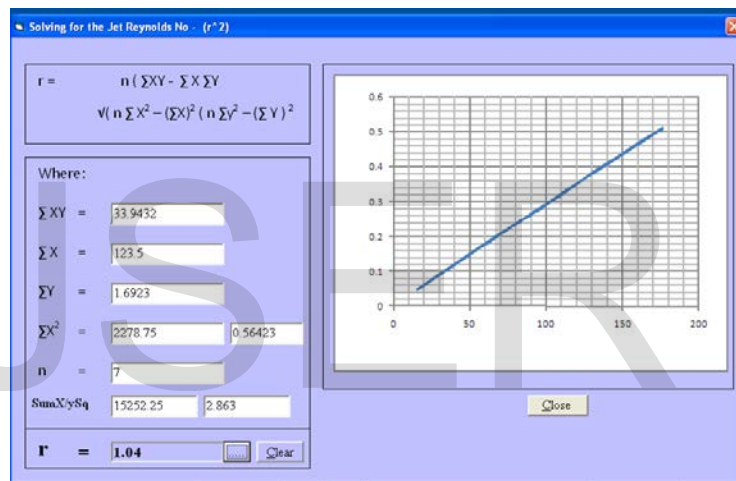 Solving for the Jet Reynolds No - (r^2)
r = n ( ∑XY - ∑ X ∑Y
√( n ∑ X² – (∑X)² ( n ∑y² – (∑ Y ) ²
Where:
∑ XY = 33.9432
∑ X = 123.5
∑Y = 1.6923
∑X² = 2278.75 0.56423
n = 7
SumX/ySq 15252.25 2.863
r = 1.04 ..... Clear
0.6
0.5
0.4
0.3
0.2
0.1
0
0 50 100 150 200
Close
USER